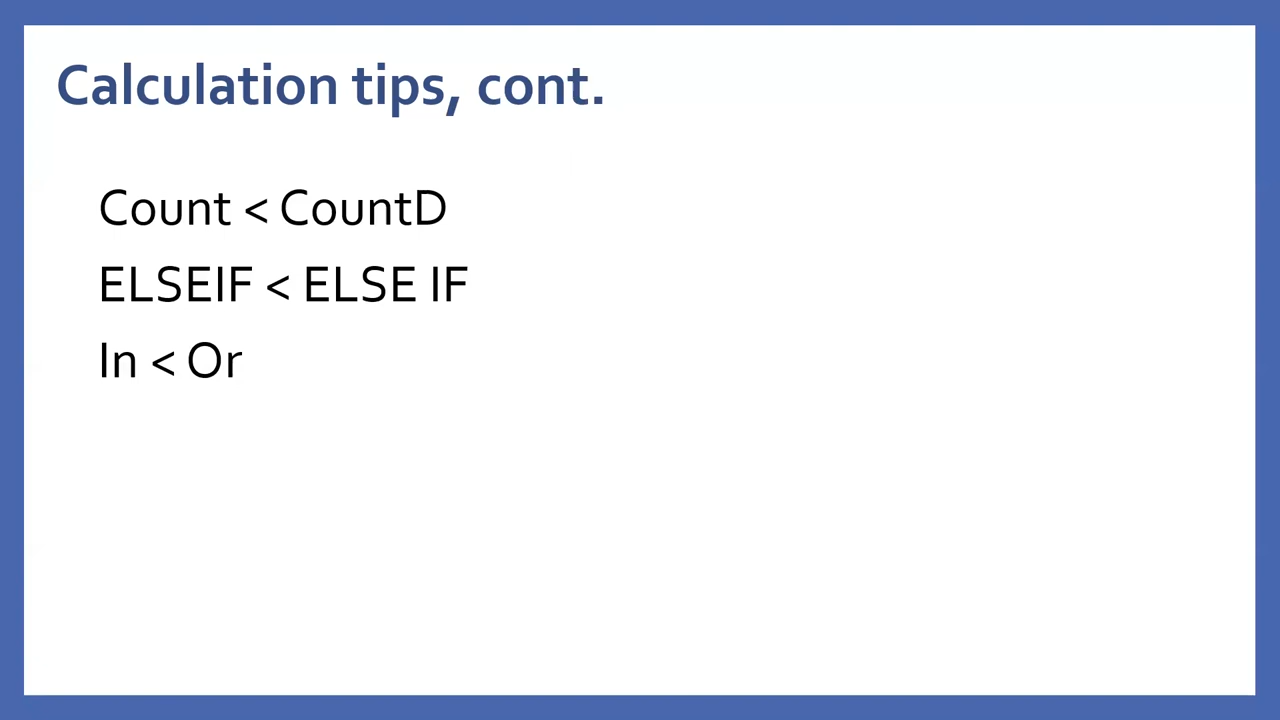 Calculation tips, cont.
Count < CountD
ELSEIF < ELSE IF
In < Or